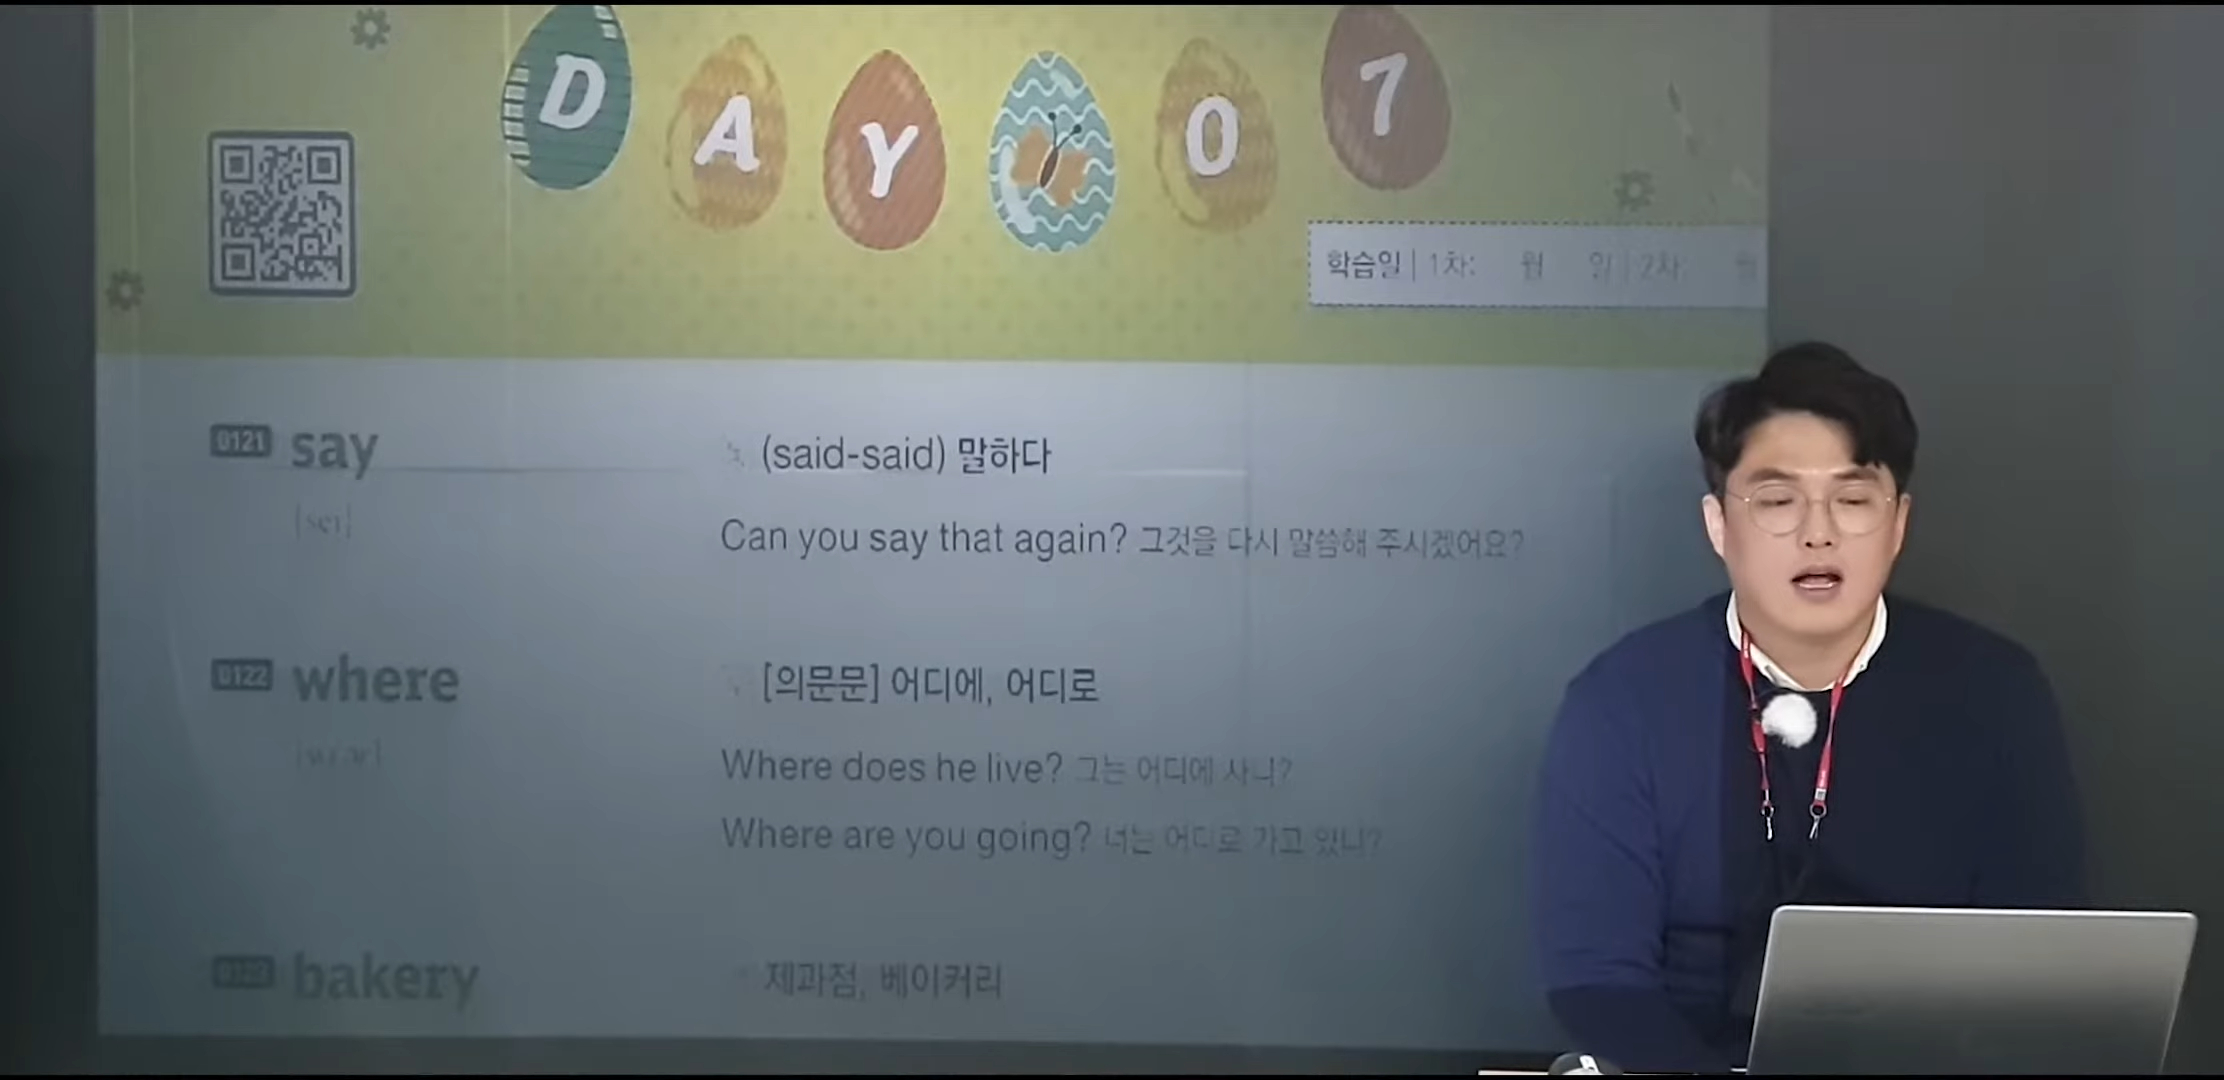 DAY 07
학습일 | 1차: 월 일 | 2차: 월
0121 say (said-said) 말하다
[seɪ]
Can you say that again? 그것을 다시 말씀해 주시겠어요?
0122 where [의문문] 어디에, 어디로
Where does he live? 그는 어디에 사니?
Where are you going? 너는 어디로 가고 있니?
0123 bakery 제과점, 베이커리